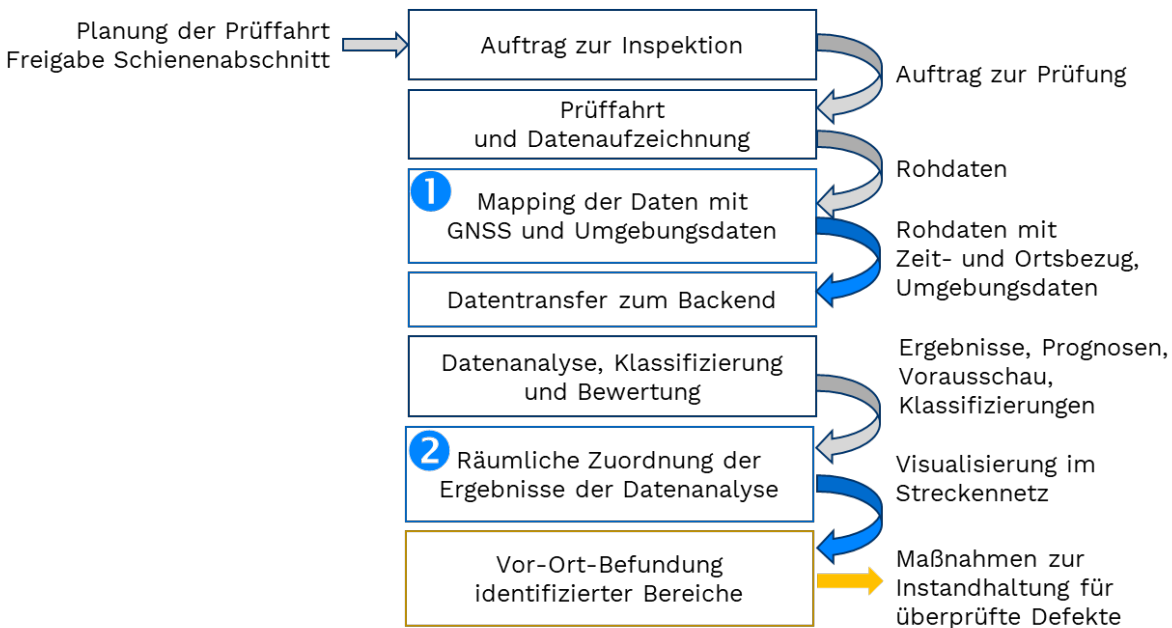 Planung der Prüffahrt
Freigabe Schienenabschnitt
Auftrag zur Inspektion
Auftrag zur Prüfung
Prüffahrt
und Datenaufzeichnung
Rohdaten
1
Mapping der Daten mit
GNSS und Umgebungsdaten
Rohdaten mit
Zeit- und Ortsbezug,
Umgebungsdaten
Datentransfer zum Backend
Datenanalyse, Klassifizierung
und Bewertung
Ergebnisse, Prognosen,
Vorausschau,
Klassifizierungen
2
Räumliche Zuordnung der
Ergebnisse der Datenanalyse
Visualisierung im
Streckennetz
Vor-Ort-Befundung
identifizierter Bereiche
Maßnahmen zur
Instandhaltung für
überprüfte Defekte